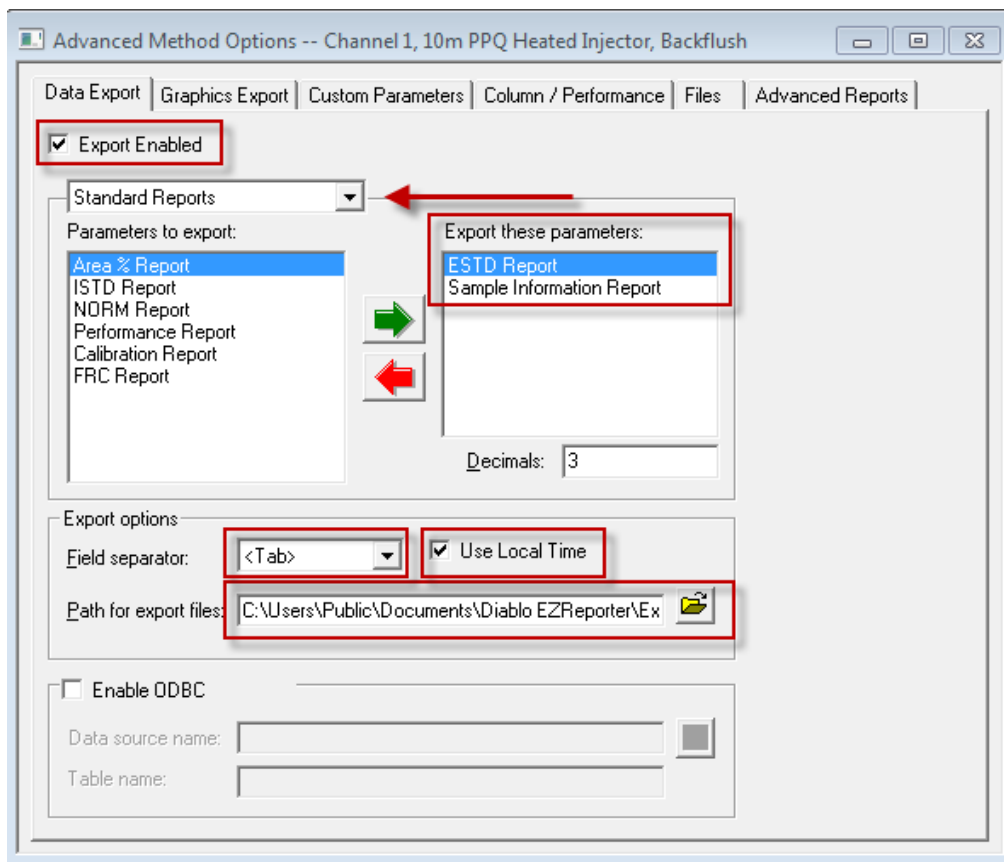 Advanced Method Options -- Channel 1, 10m PPQ Heated Injector, Backflush
Data Export Graphics Export Custom Parameters Column / Performance Files Advanced Reports
Export Enabled
Standard Reports
Parameters to export:
Area % Report
ISTD Report
NORM Report
Performance Report
Calibration Report
FRC Report
Export these parameters:
ESTD Report
Sample Information Report
Decimals: 3
Export options
Field separator: <Tab> Use Local Time
Path for export files: C:\Users\Public\Documents\Diablo EZReporter\Ex
Enable ODBC
Data source name:
Table name: